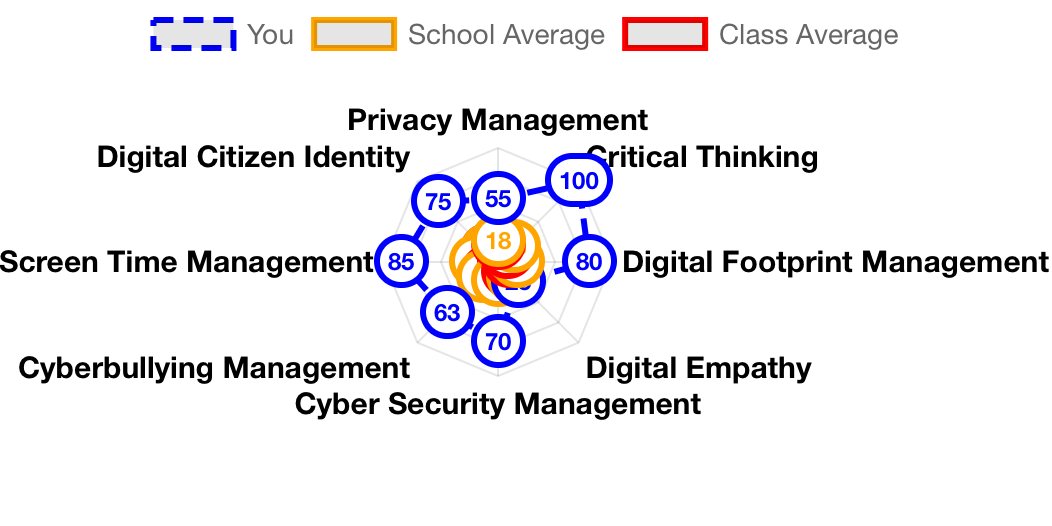 You School Average Class Average
Privacy Management
Digital Citizen Identity Critical Thinking
100
75 55
18
Screen Time Management 85 80 Digital Footprint Management
63
70
Cyberbullying Management Digital Empathy
Cyber Security Management